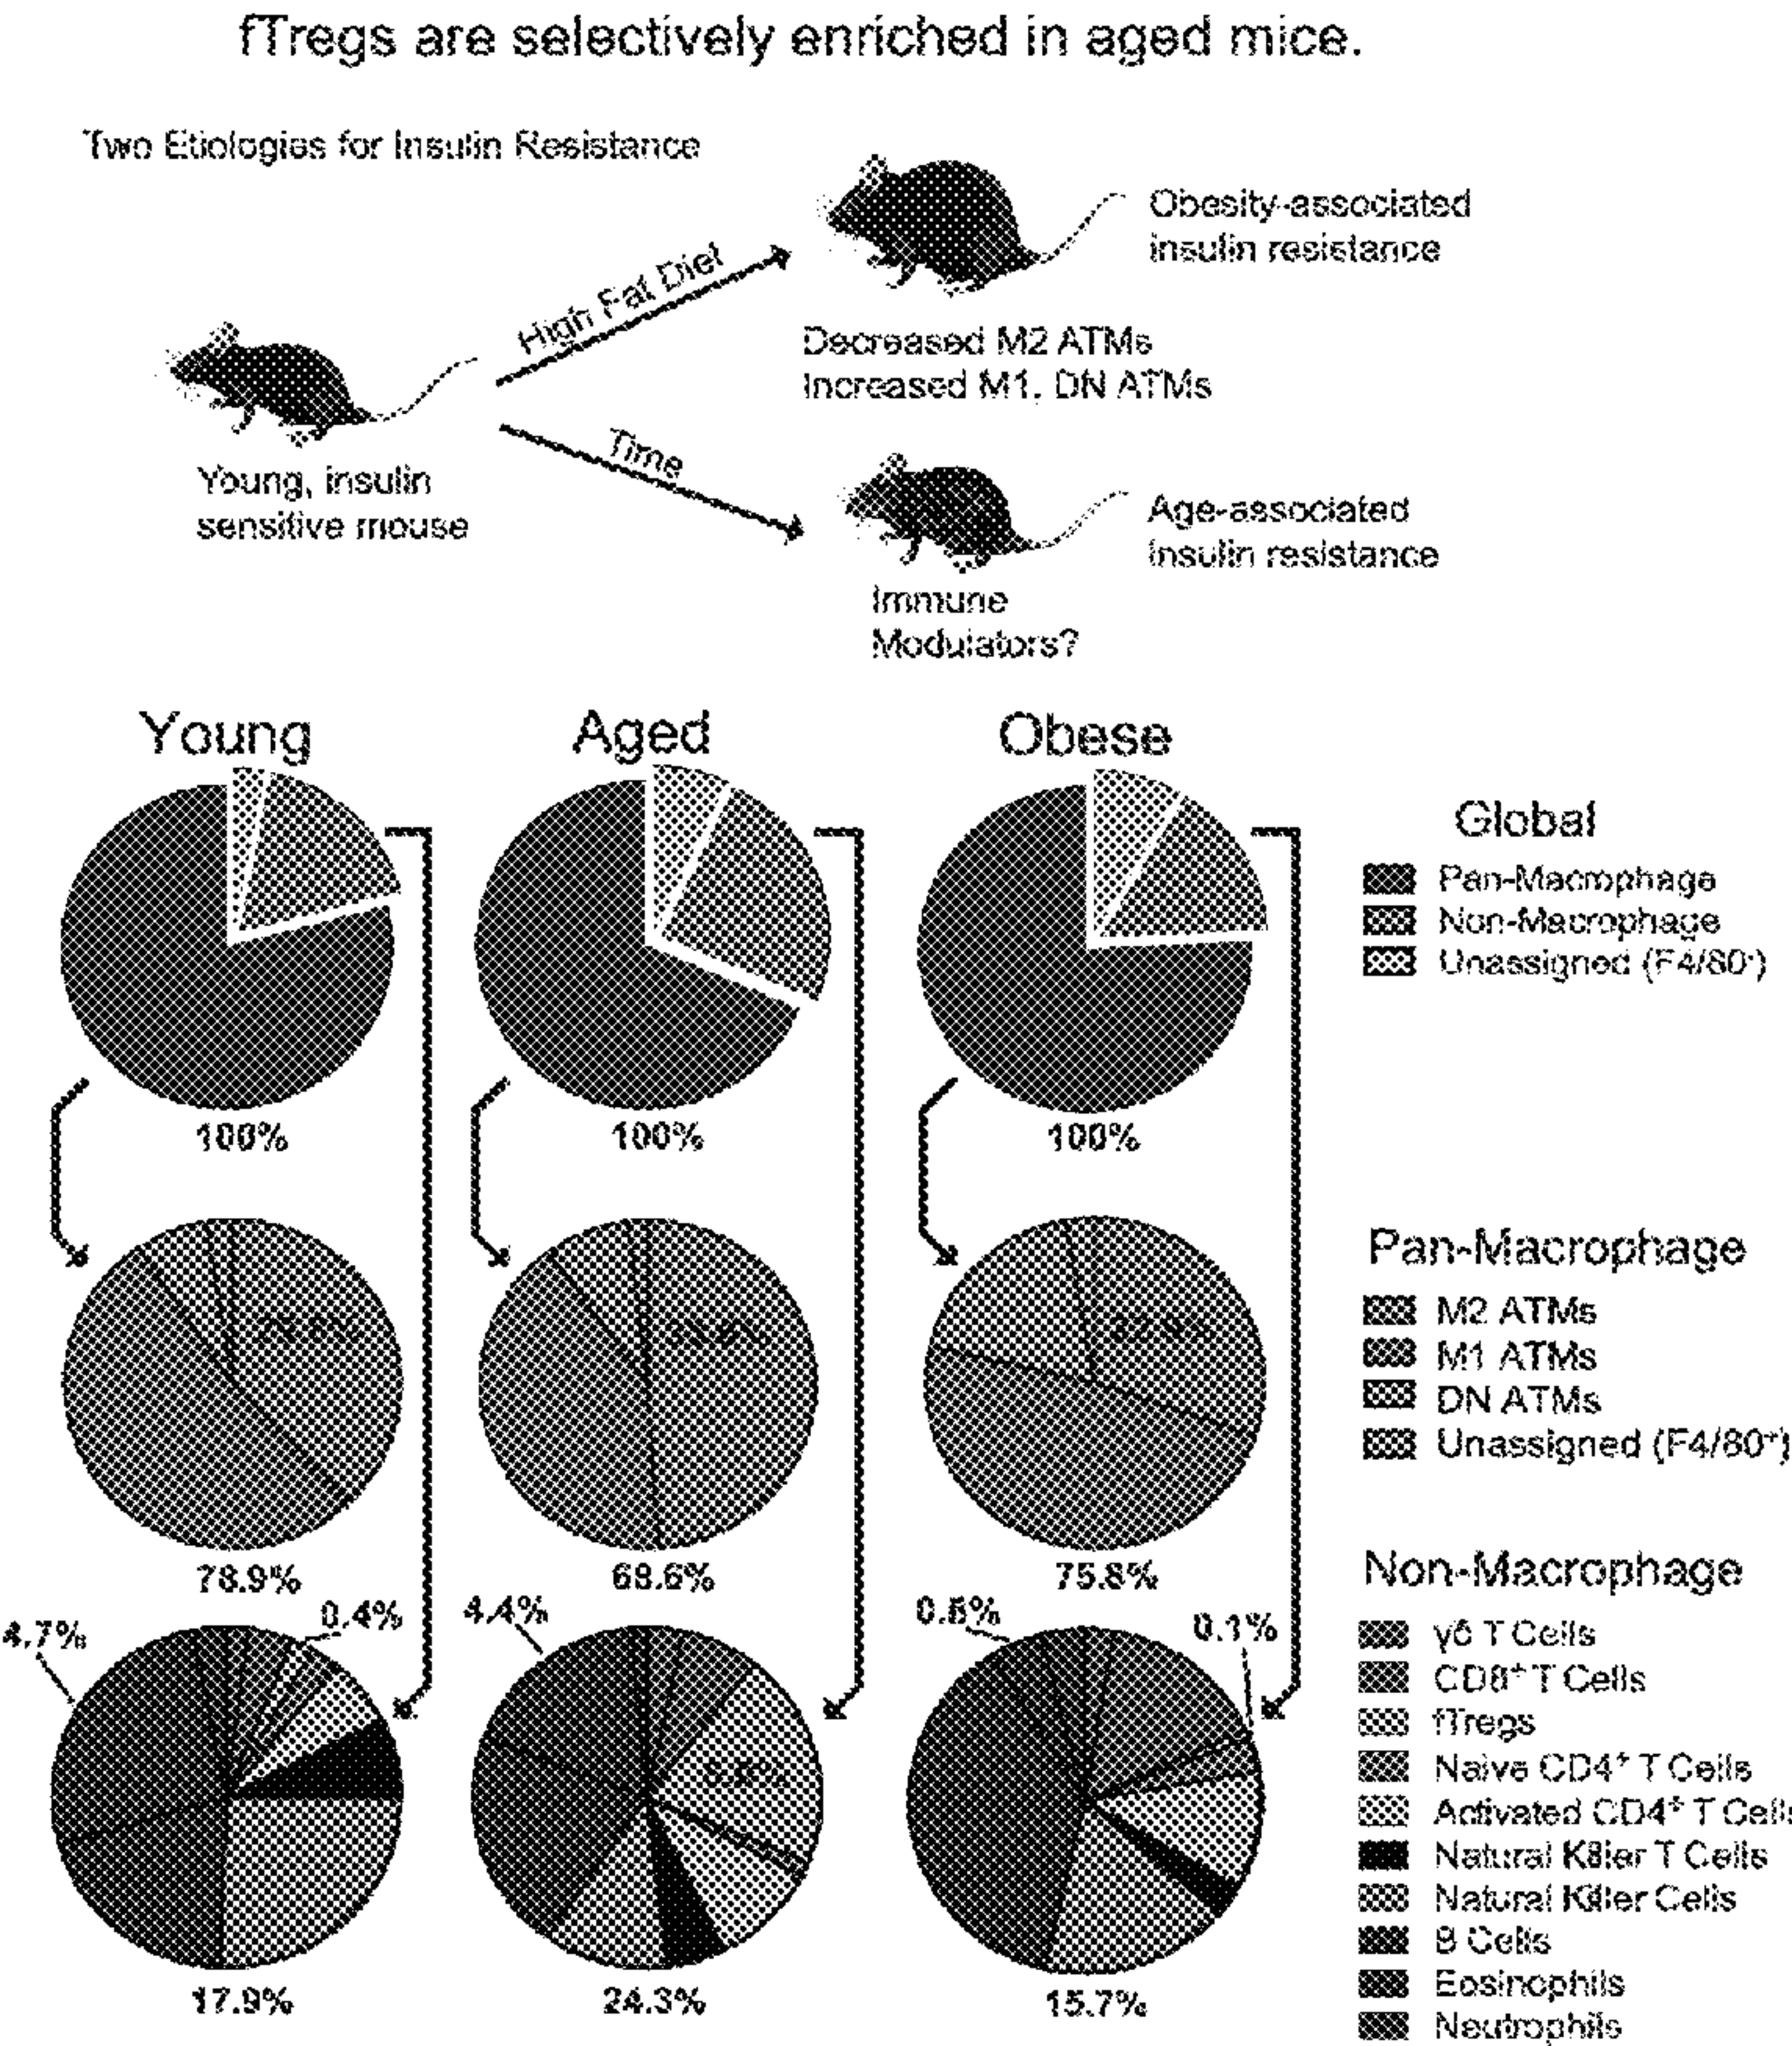 fTregs are selectively enriched in aged mice.
Two Etiologies for Insulin Resistance
High Fat Diet
Obesity-associated
insulin resistance
Decreased M2 ATMs
Increased M1, DN ATMs
Young, insulin
sensitive mouse
Time
Age-associated
insulin resistance
Immune
Modulators?
Young
Aged
Obese
Global
Pan-Macrophage
Non-Macrophage
Unassigned (F4/80-)
100%
100%
100%
Pan-Macrophage
M2 ATMs
M1 ATMs
DN ATMs
Unassigned (F4/80+)
78.9%
68.6%
75.8%
Non-Macrophage
γδ T Cells
CD8+ T Cells
fTregs
Naive CD4+ T Cells
Activated CD4+ T Cells
Natural Killer T Cells
Natural Killer Cells
B Cells
Eosinophils
Neutrophils
4.7%
0.4%
4.4%
0.1%
17.9%
24.3%
15.7%